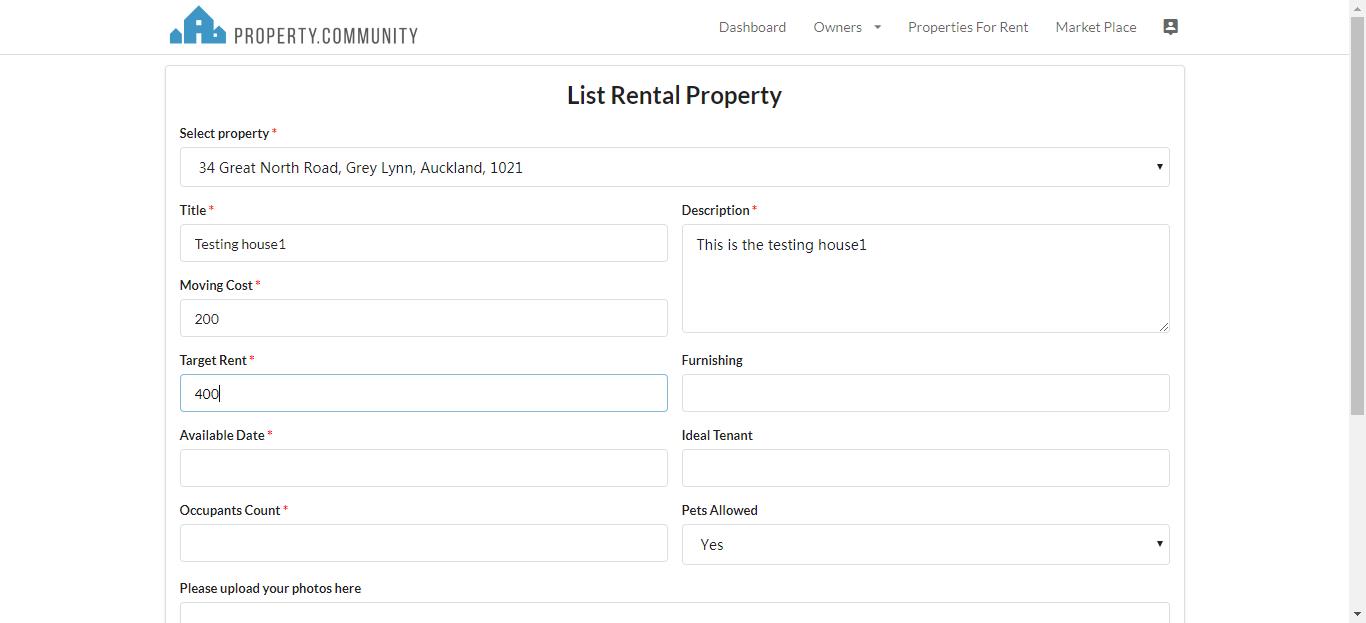 PROPERTY.COMMUNITY
Dashboard
Owners
Properties For Rent
Market Place
List Rental Property
Select property *
34 Great North Road, Grey Lynn, Auckland, 1021
Title *
Testing house1
Description *
This is the testing house1
Moving Cost *
200
Target Rent *
400
Furnishing
Available Date *
Ideal Tenant
Occupants Count *
Pets Allowed
Yes
Please upload your photos here